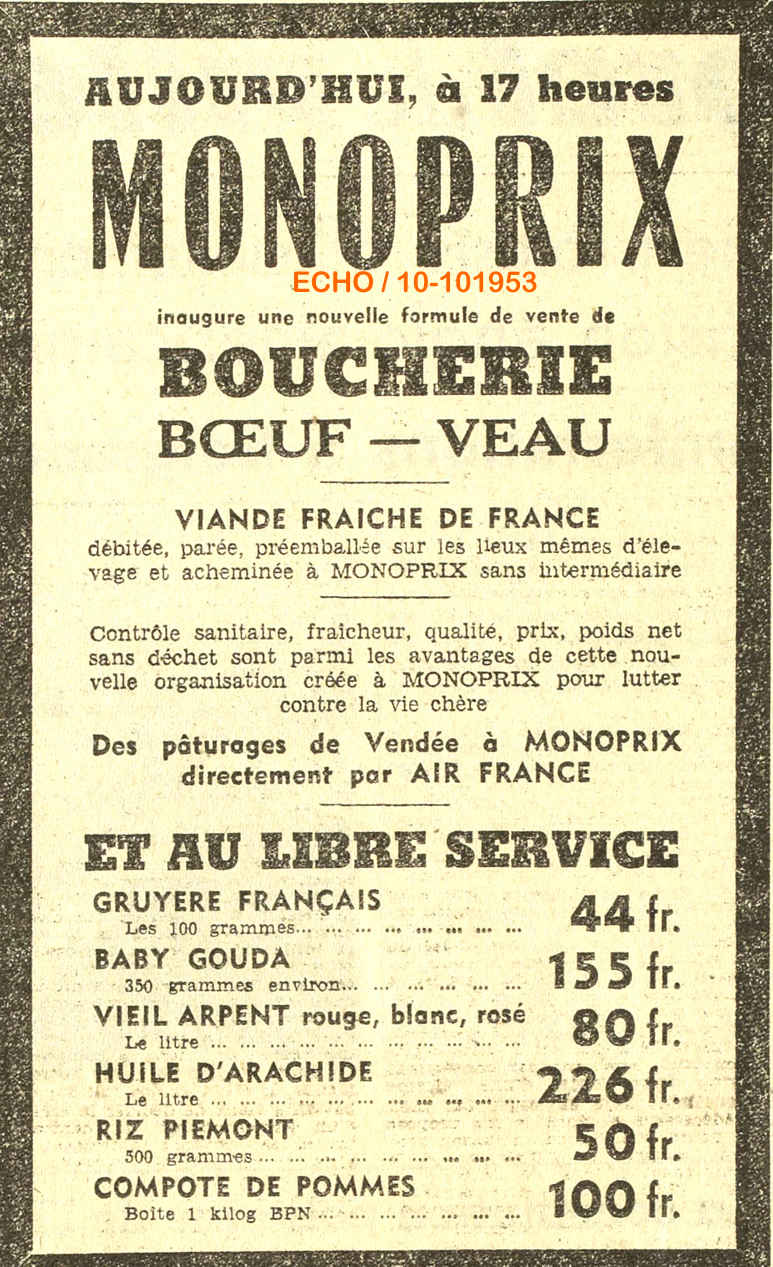 AUJOURD'HUI, à 17 heures
MONOPRIX
ECHO / 10-101953
inaugure une nouvelle formule de vente de
BOUCHERIE
BŒUF — VEAU
VIANDE FRAICHE DE FRANCE
débitée, parée, préemballée sur les lieux mêmes d'éle-
vage et acheminée à MONOPRIX sans intermédiaire
Contrôle sanitaire, fraîcheur, qualité, prix, poids net
sans déchet sont parmi les avantages de cette nou-
velle organisation créée à MONOPRIX pour lutter
contre la vie chère
Des pâturages de Vendée à MONOPRIX
directement par AIR FRANCE
ET AU LIBRE SERVICE
GRUYERE FRANÇAIS
Les 100 grammes... ... ... ... ... ... ... ... 44 fr.
BABY GOUDA
350 grammes environ... ... ... ... ... ... ... 155 fr.
VIEIL ARPENT rouge, blanc, rosé
Le litre ... ... ... ... ... ... ... ... ... ... ... 80 fr.
HUILE D'ARACHIDE
Le litre ... ... ... ... ... ... ... ... ... ... ... 226 fr.
RIZ PIEMONT
500 grammes ... ... ... ... ... ... ... ... ... 50 fr.
COMPOTE DE POMMES
Boite 1 kilog BPN ... ... ... ... ... ... ... 100 fr.